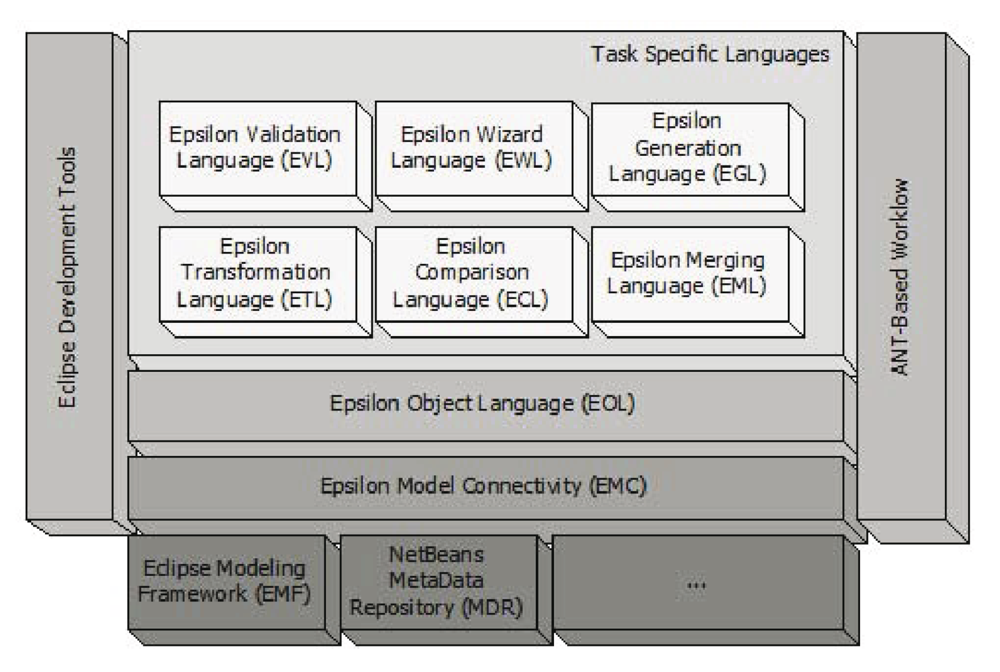 Task Specific Languages
Eclipse Development Tools
Epsilon Validation
Language (EVL)
Epsilon Wizard
Language (EWL)
Epsilon
Generation
Language (EGL)
Epsilon
Transformation
Language (ETL)
Epsilon
Comparison
Language (ECL)
Epsilon Merging
Language (EML)
ANT-Based Worklow
Epsilon Object Language (EOL)
Epsilon Model Connectivity (EMC)
Eclipse Modeling
Framework (EMF)
NetBeans
MetaData
Repository (MDR)
...